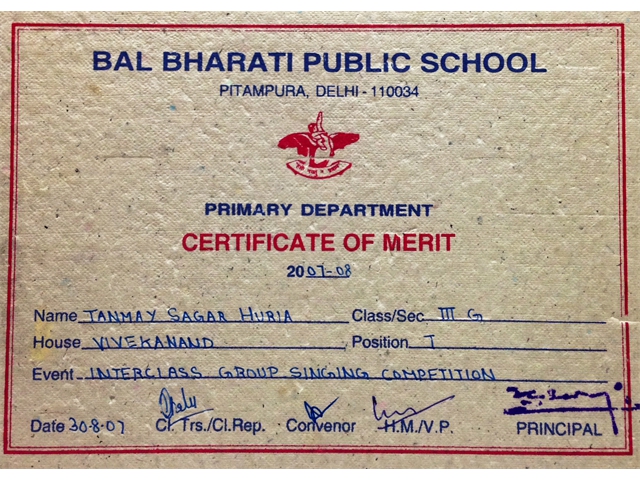 BAL BHARATI PUBLIC SCHOOL
PITAMPURA, DELHI - 110034
PRIMARY DEPARTMENT
CERTIFICATE OF MERIT
2007-08
Name TANMAY SAGAR HURIA Class/Sec III G
House VIVEKANAND Position I
Event INTERCLASS GROUP SINGING COMPETITION
Date 30-8-07 Cl. Trs./Cl.Rep. Convenor H.M./V.P. PRINCIPAL